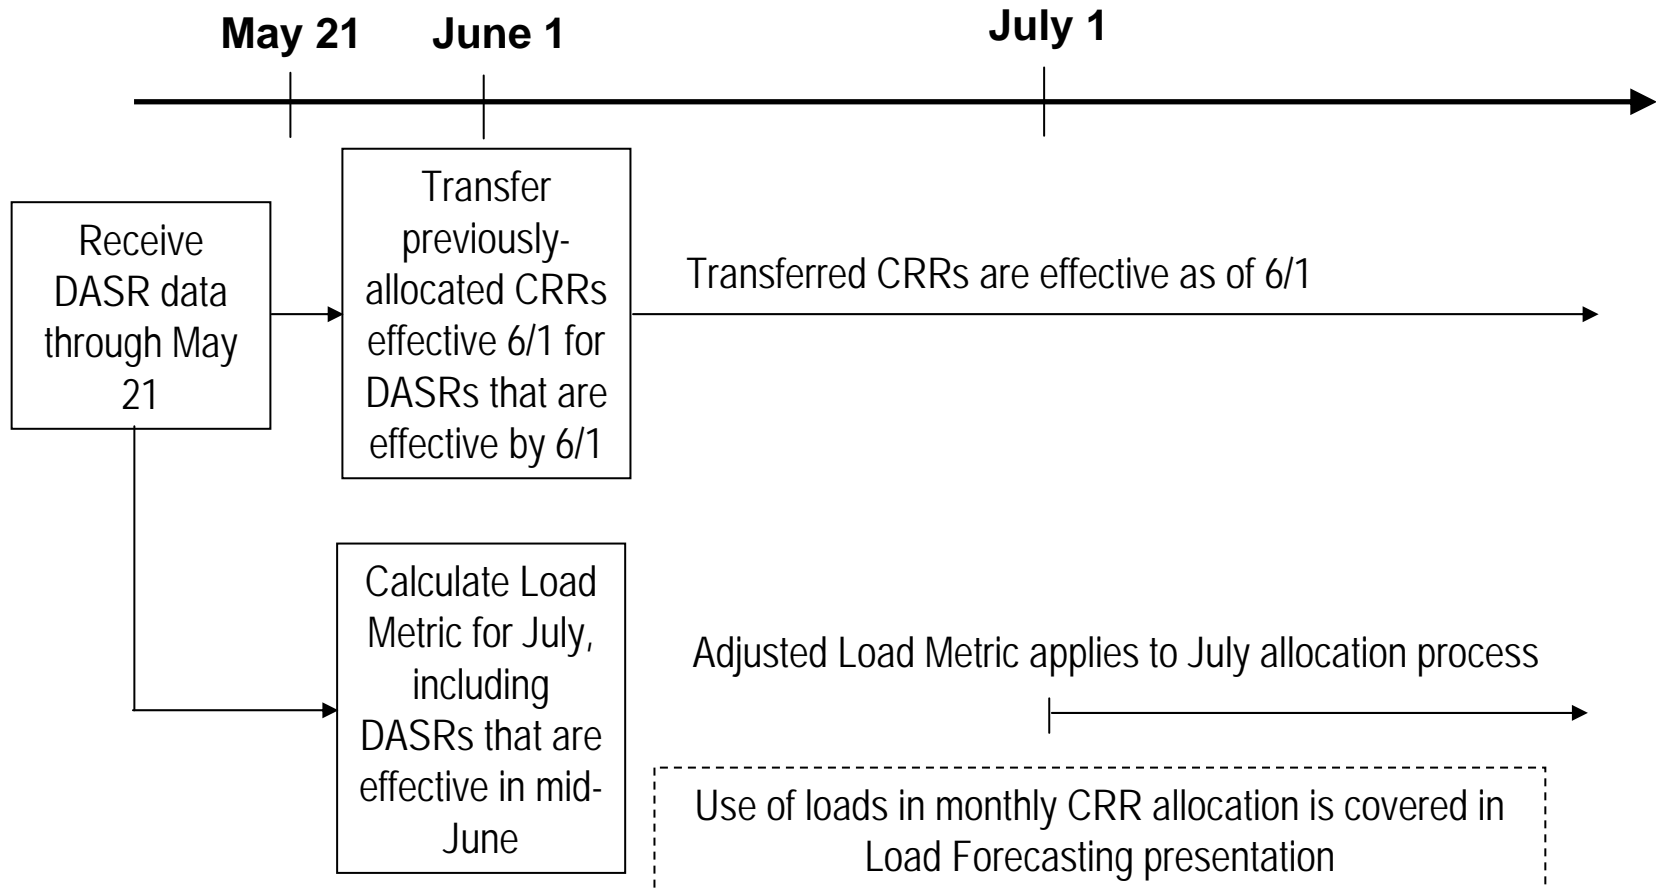 May 21 June 1 July 1
Receive
DASR data
through May
21
Transfer
previously-
allocated CRRs
effective 6/1 for
DASRs that are
effective by 6/1
Transferred CRRs are effective as of 6/1
Calculate Load
Metric for July,
including
DASRs that are
effective in mid-
June
Adjusted Load Metric applies to July allocation process
Use of loads in monthly CRR allocation is covered in
Load Forecasting presentation